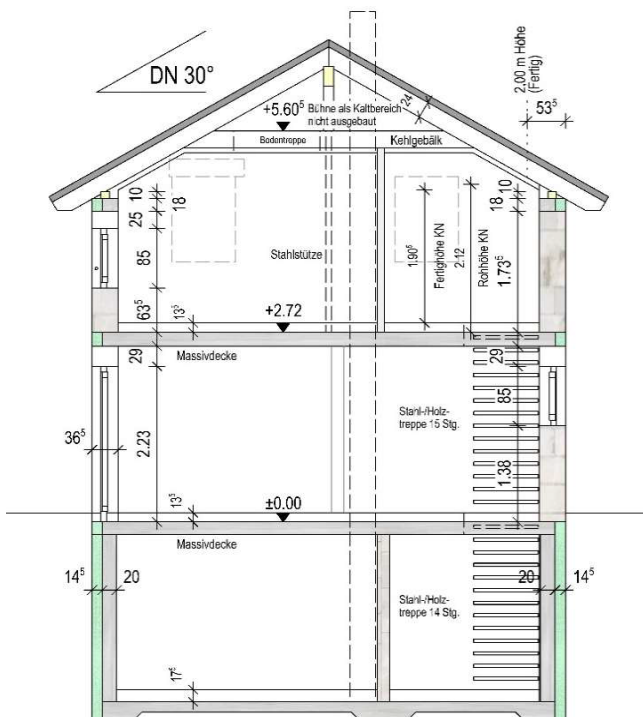 DN 30°
2,00 m Höhe
(Fertig)
53⁵
24
4
+5.60⁵
Bühne als Kaltbereich
nicht ausgebaut
Bodentreppe
Kehlgebälk
10
18
25
85
63⁵
13⁵
Stahlstütze
1.90⁵
Fertighöhe KN
2.12
Rohhöhe KN
18
10
1.73⁵
+2.72
Massivdecke
29
2.23
36⁵
13⁵
Stahl-/Holz-
treppe 15 Stg.
29
85
1.38
±0.00
Massivdecke
14⁵
20
Stahl-/Holz-
treppe 14 Stg.
20
14⁵
17⁵